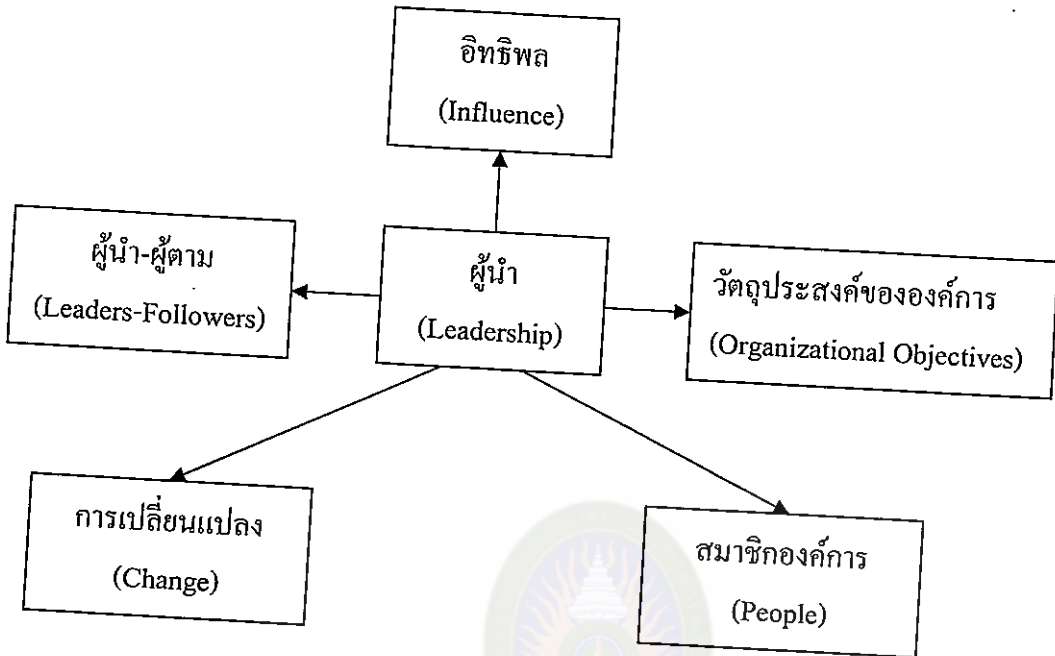 อิทธิพล
(Influence)
ผู้นำ-ผู้ตาม
(Leaders-Followers)
ผู้นำ
(Leadership)
วัตถุประสงค์ขององค์การ
(Organizational Objectives)
การเปลี่ยนแปลง
(Change)
สมาชิกองค์การ
(People)